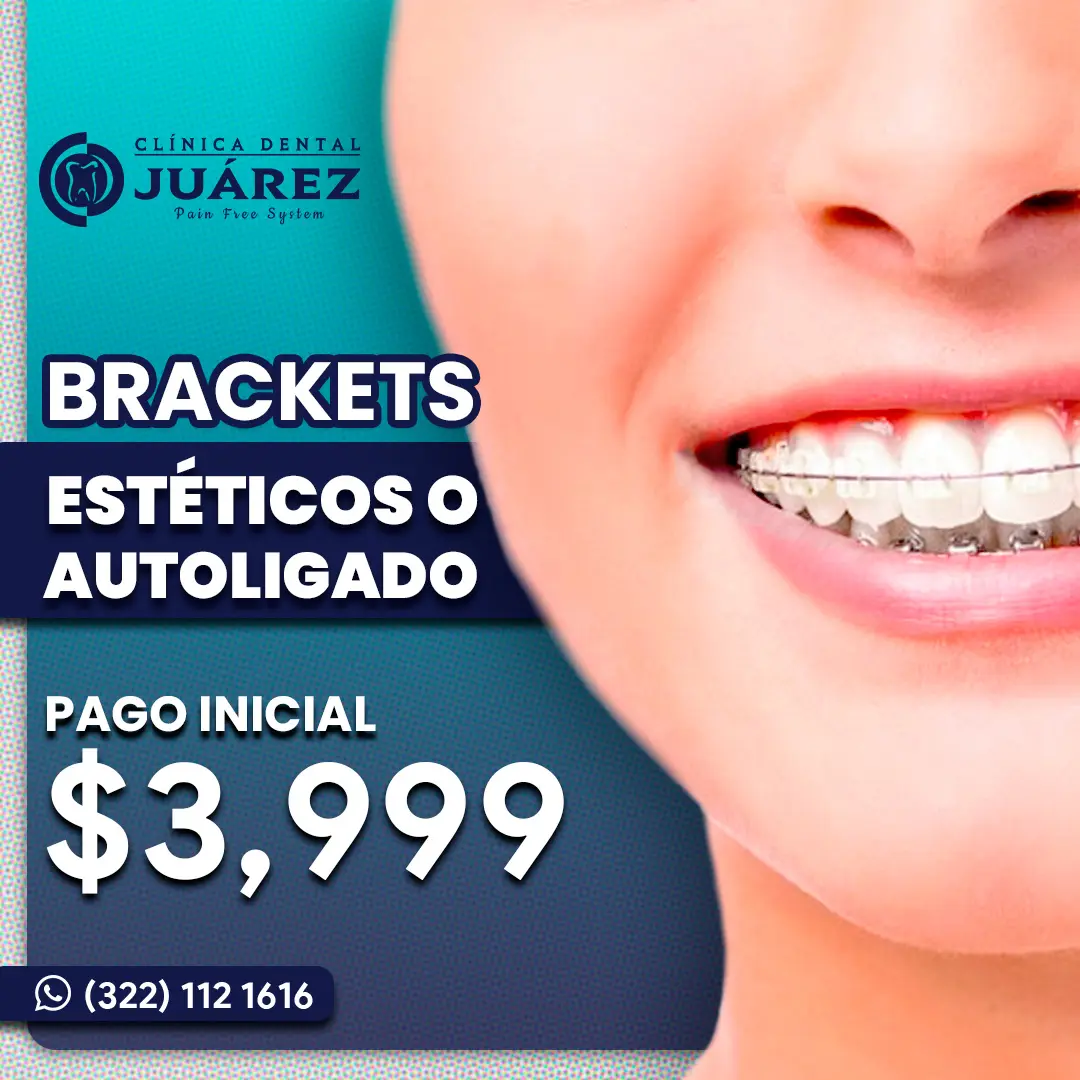 CLÍNICA DENTAL
JUÁREZ
Pain Free System
BRACKETS
ESTÉTICOS O
AUTOLIGADO
PAGO INICIAL
$3,999
(322) 112 1616